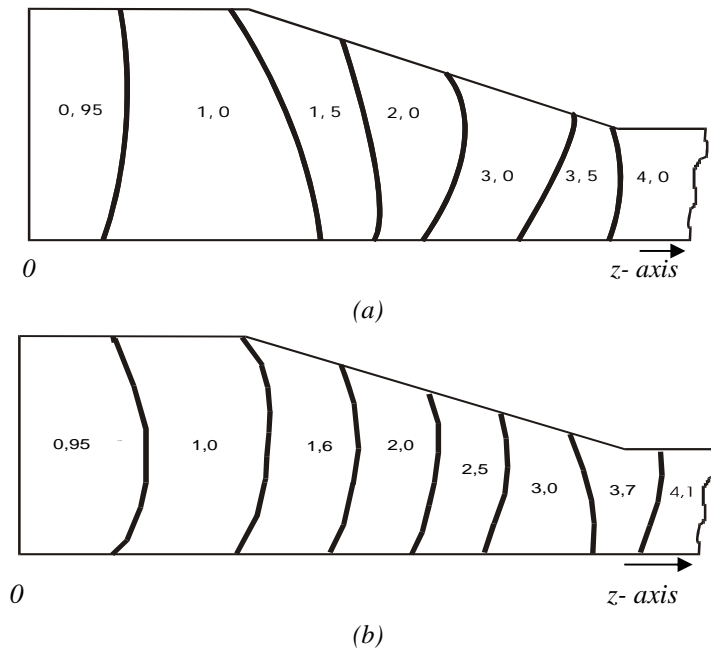 0, 95 1, 0 1, 5 2, 0 3, 0 3, 5 4, 0
0 z- axis
(a)
0,95 1,0 1,6 2,0 2,5 3,0 3,7 4,1
0 z- axis
(b)